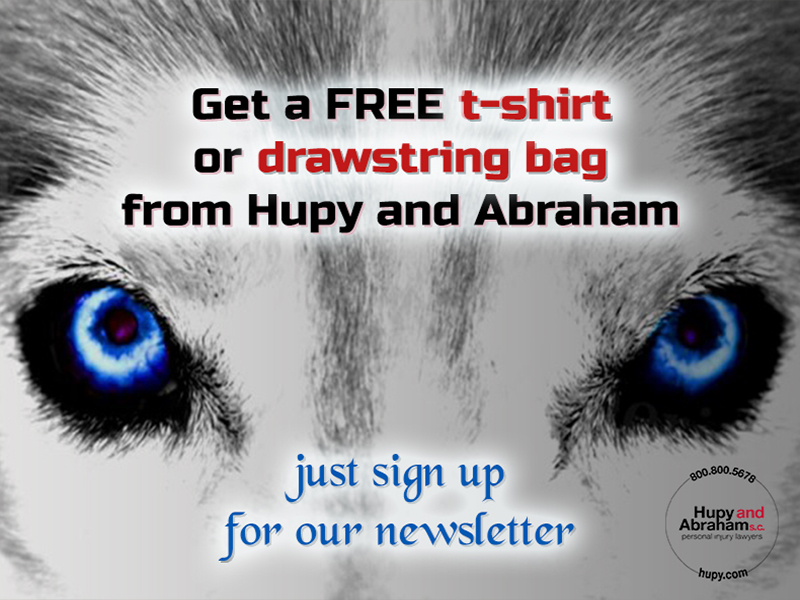 Get a FREE t-shirt
or drawstring bag
from Hupy and Abraham
just sign up
for our newsletter
800.800.5678
Hupy and
Abraham s.c.
personal injury lawyers
hupy.com